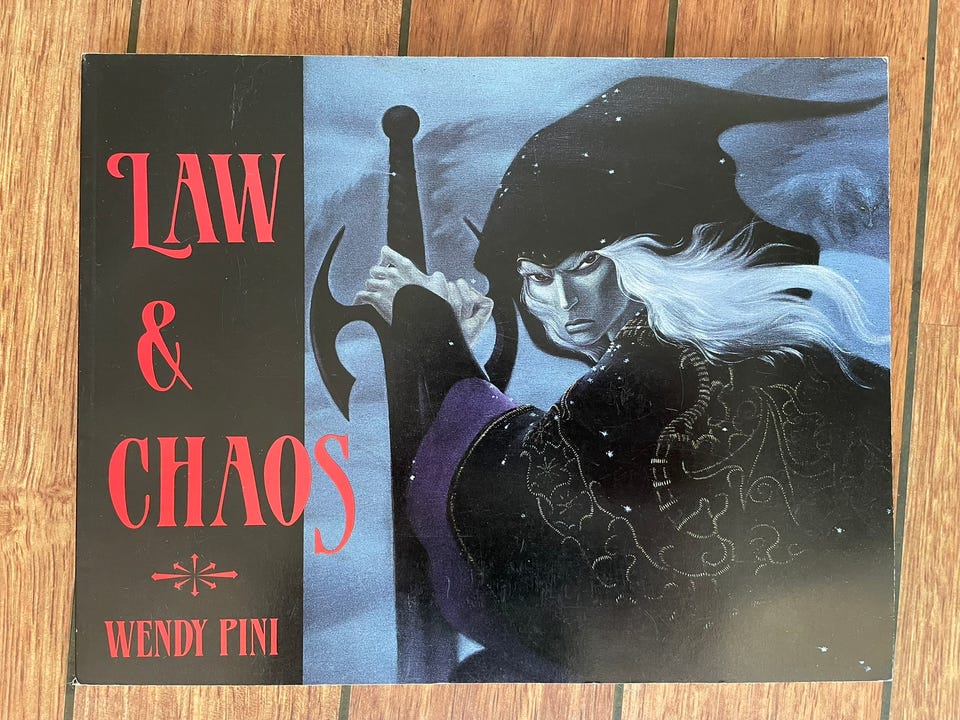 LAW
&
CHAOS
WENDY PINI